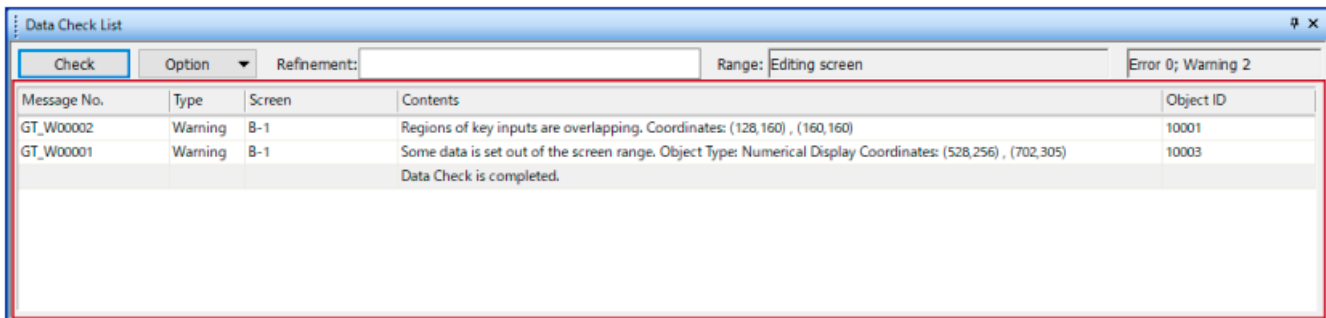 Data Check List
Check Option Refinement: Range: Editing screen Error 0; Warning 2
Message No. Type Screen Contents Object ID
GT_W00002 Warning B-1 Regions of key inputs are overlapping. Coordinates: (128,160) , (160,160) 10001
GT_W00001 Warning B-1 Some data is set out of the screen range. Object Type: Numerical Display Coordinates: (528,256) , (702,305) 10003
Data Check is completed.